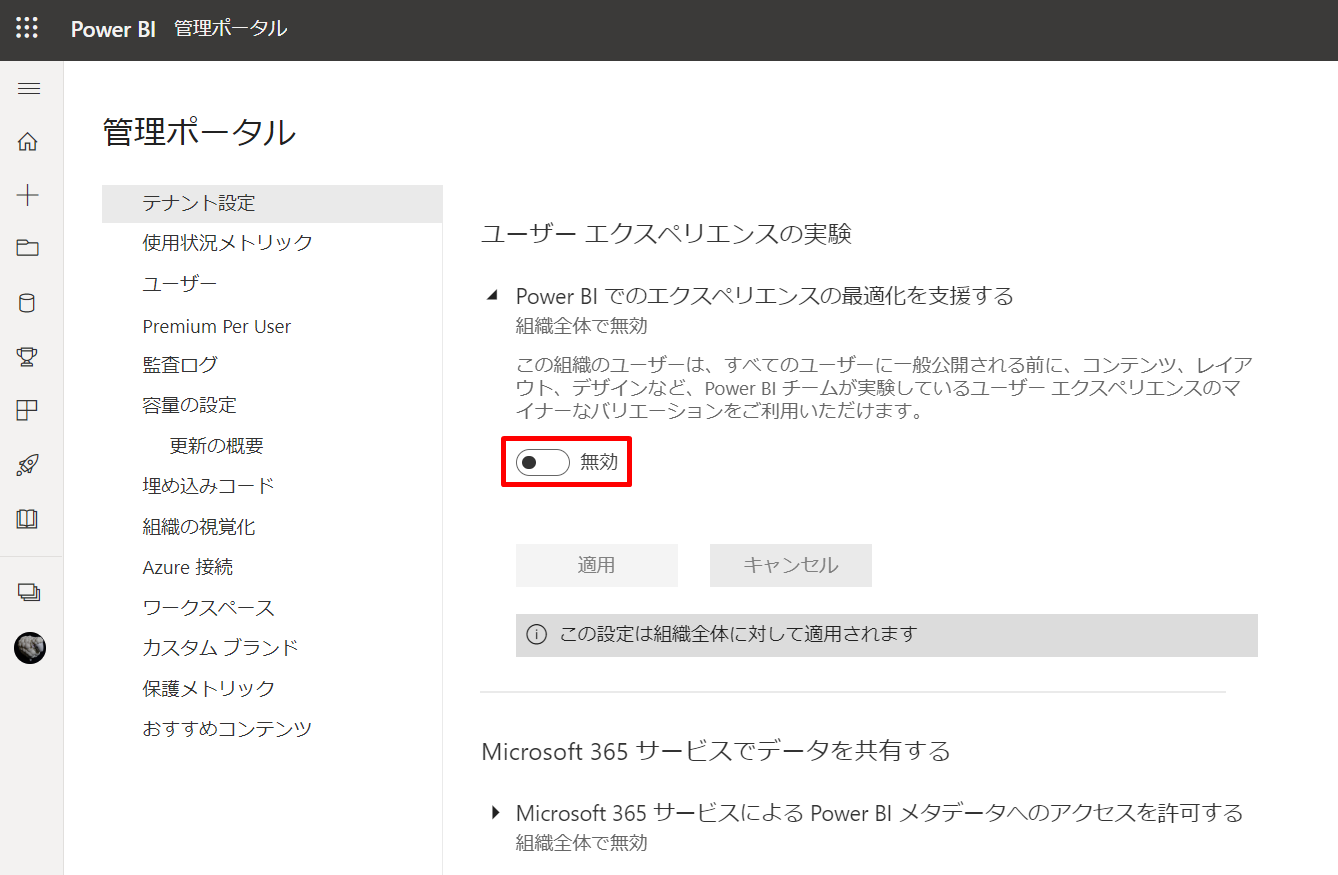 Power BI 管理ポータル
管理ポータル
テナント設定
使用状況メトリック
ユーザー
Premium Per User
監査ログ
容量の設定
更新の概要
埋め込みコード
組織の視覚化
Azure 接続
ワークスペース
カスタム ブランド
保護メトリック
おすすめコンテンツ
ユーザー エクスペリエンスの実験
Power BI でのエクスペリエンスの最適化を支援する
組織全体で無効
この組織のユーザーは、すべてのユーザーに一般公開される前に、コンテンツ、レイア
ウト、デザインなど、Power BI チームが実験しているユーザー エクスペリエンスのマ
イナーなバリエーションをご利用いただけます。
無効
適用 キャンセル
この設定は組織全体に対して適用されます
Microsoft 365 サービスでデータを共有する
Microsoft 365 サービスによる Power BI メタデータへのアクセスを許可する
組織全体で無効